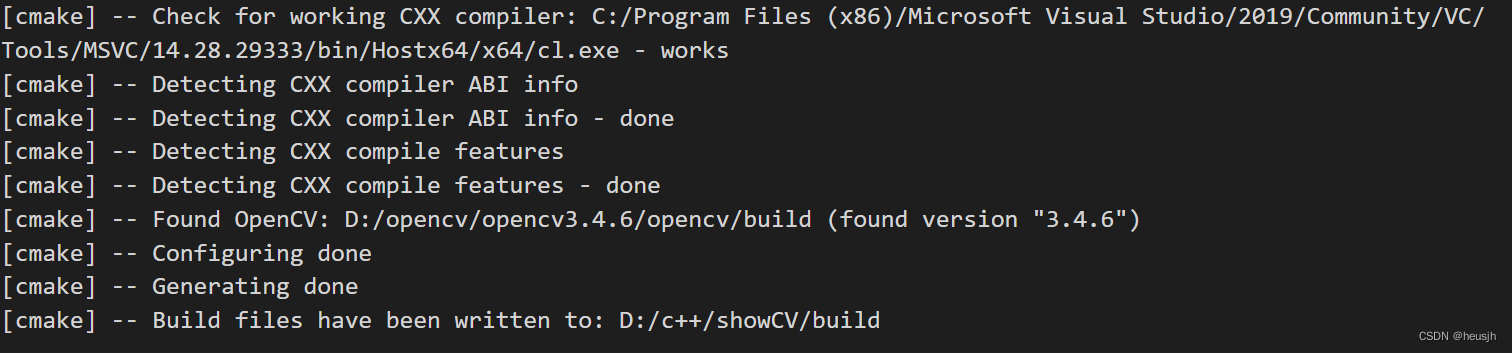 [cmake] -- Check for working CXX compiler: C:/Program Files (x86)/Microsoft Visual Studio/2019/Community/VC/
Tools/MSVC/14.28.29333/bin/Hostx64/x64/cl.exe - works
[cmake] -- Detecting CXX compiler ABI info
[cmake] -- Detecting CXX compiler ABI info - done
[cmake] -- Detecting CXX compile features
[cmake] -- Detecting CXX compile features - done
[cmake] -- Found OpenCV: D:/opencv/opencv3.4.6/opencv/build (found version "3.4.6")
[cmake] -- Configuring done
[cmake] -- Generating done
[cmake] -- Build files have been written to: D:/c++/showCV/build
CSDN @heusjh